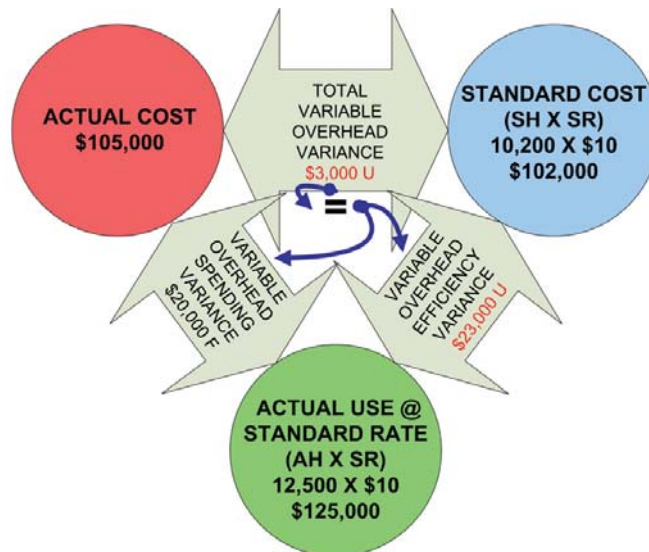 ACTUAL COST
$105,000
TOTAL
VARIABLE
OVERHEAD
VARIANCE
$3,000 U
=
STANDARD COST
(SH X SR)
10,200 X $10
$102,000
VARIABLE
OVERHEAD
SPENDING
VARIANCE
$20,000 F
VARIABLE
OVERHEAD
EFFICIENCY
VARIANCE
$23,000 U
ACTUAL USE @
STANDARD RATE
(AH X SR)
12,500 X $10
$125,000